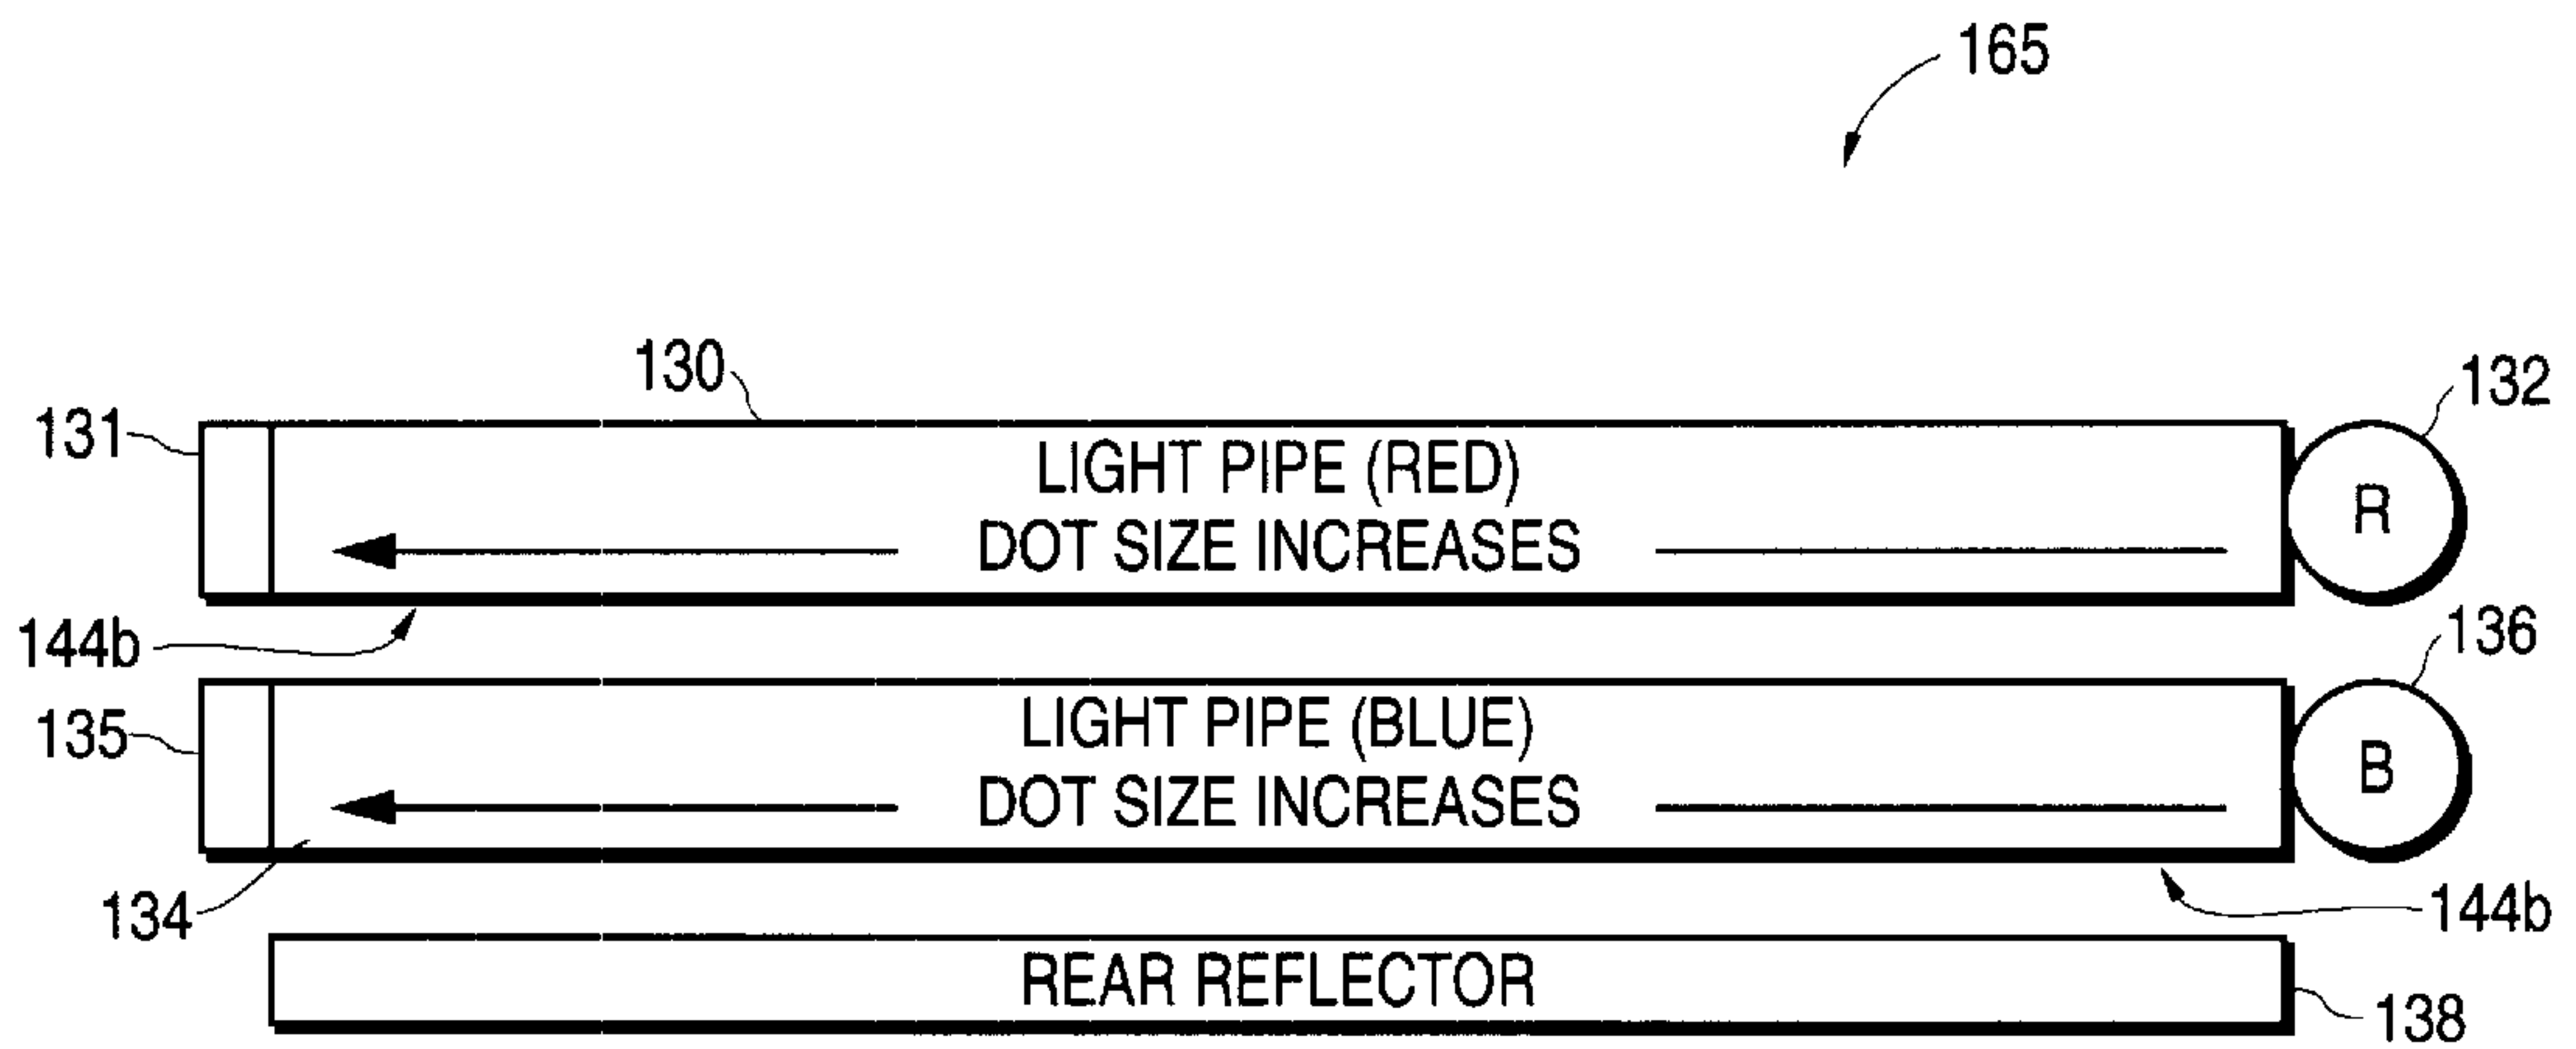 165
130
132
131
LIGHT PIPE (RED)
R
DOT SIZE INCREASES
144b
136
135
LIGHT PIPE (BLUE)
B
DOT SIZE INCREASES
134
144b
REAR REFLECTOR
138